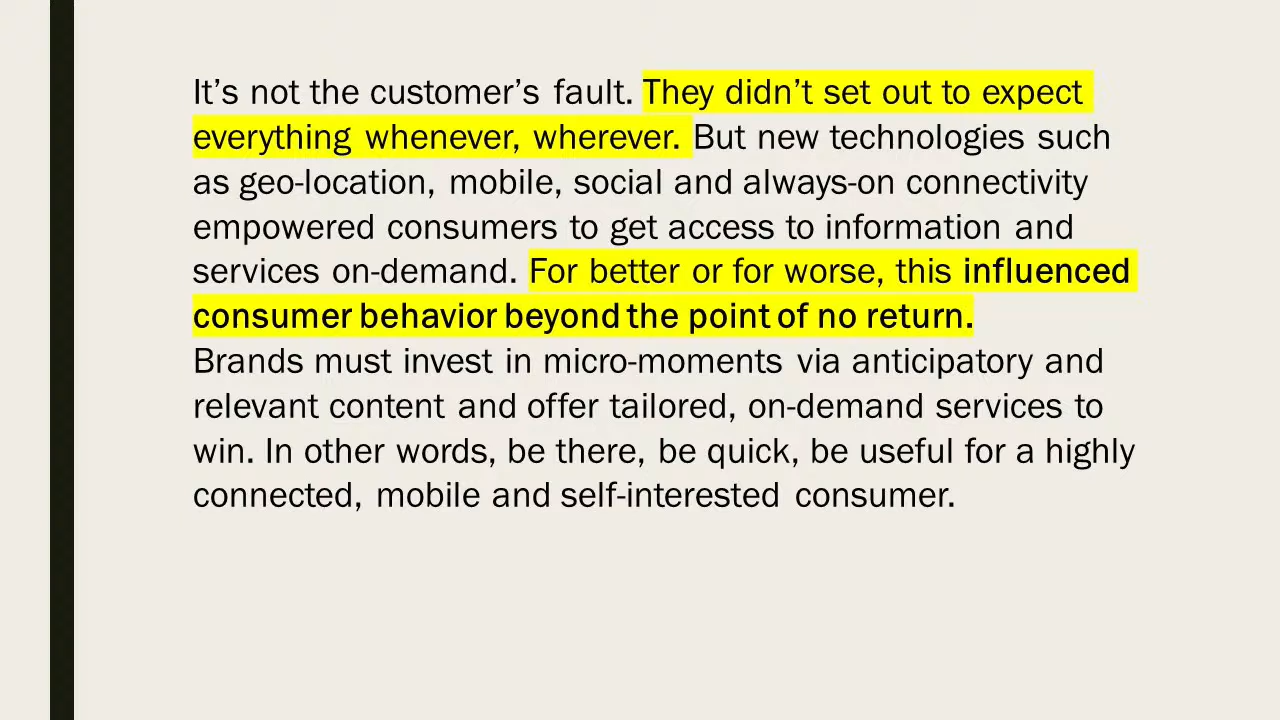 It’s not the customer’s fault. They didn’t set out to expect
everything whenever, wherever. But new technologies such
as geo-location, mobile, social and always-on connectivity
empowered consumers to get access to information and
services on-demand. For better or for worse, this influenced
consumer behavior beyond the point of no return.
Brands must invest in micro-moments via anticipatory and
relevant content and offer tailored, on-demand services to
win. In other words, be there, be quick, be useful for a highly
connected, mobile and self-interested consumer.